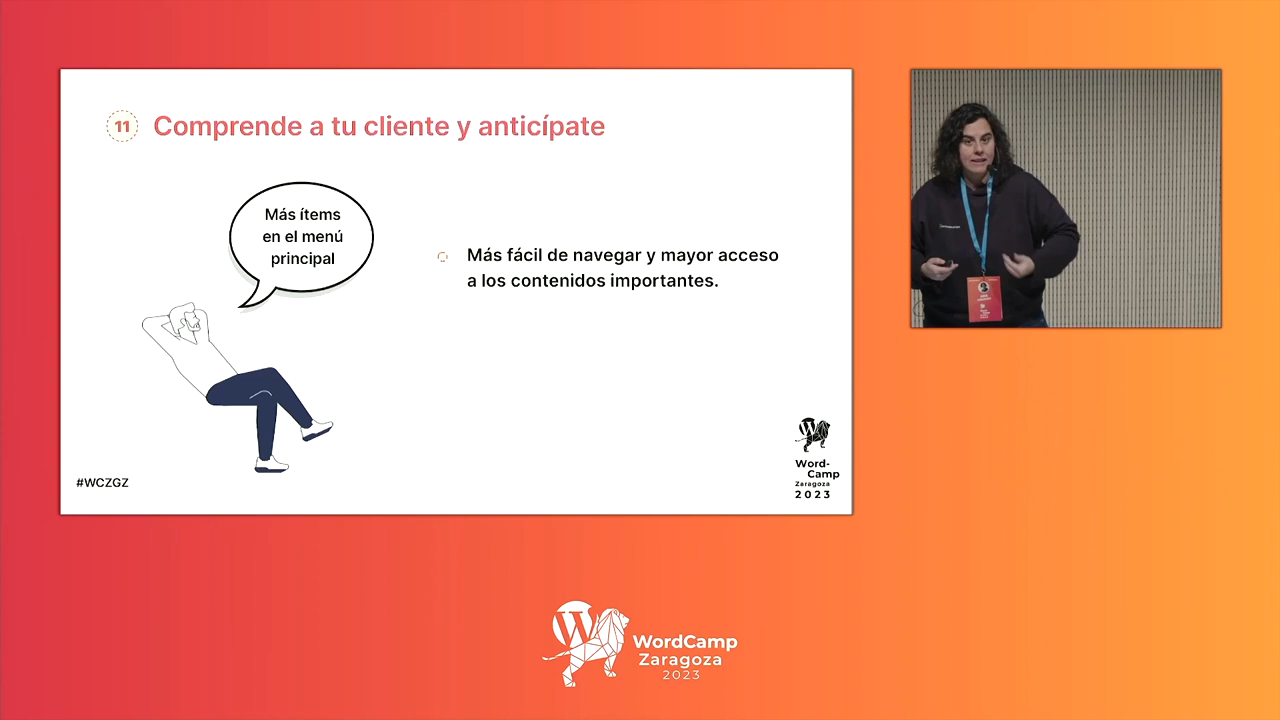 11 Comprende a tu cliente y anticípate
Más ítems
en el menú
principal
Más fácil de navegar y mayor acceso
a los contenidos importantes.
#WCZGZ
W
Word-
Camp
Zaragoza
2023
W
WordCamp
Zaragoza
2023